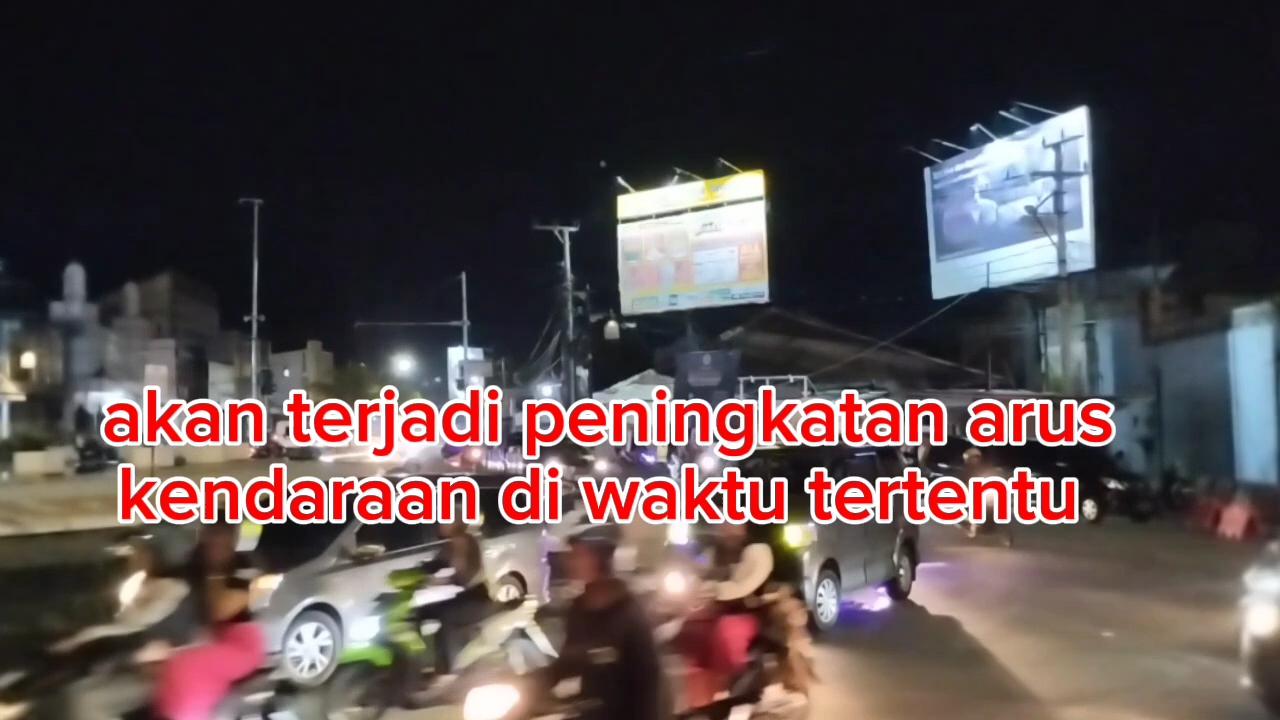 akan terjadi peningkatan arus
kendaraan di waktu tertentu